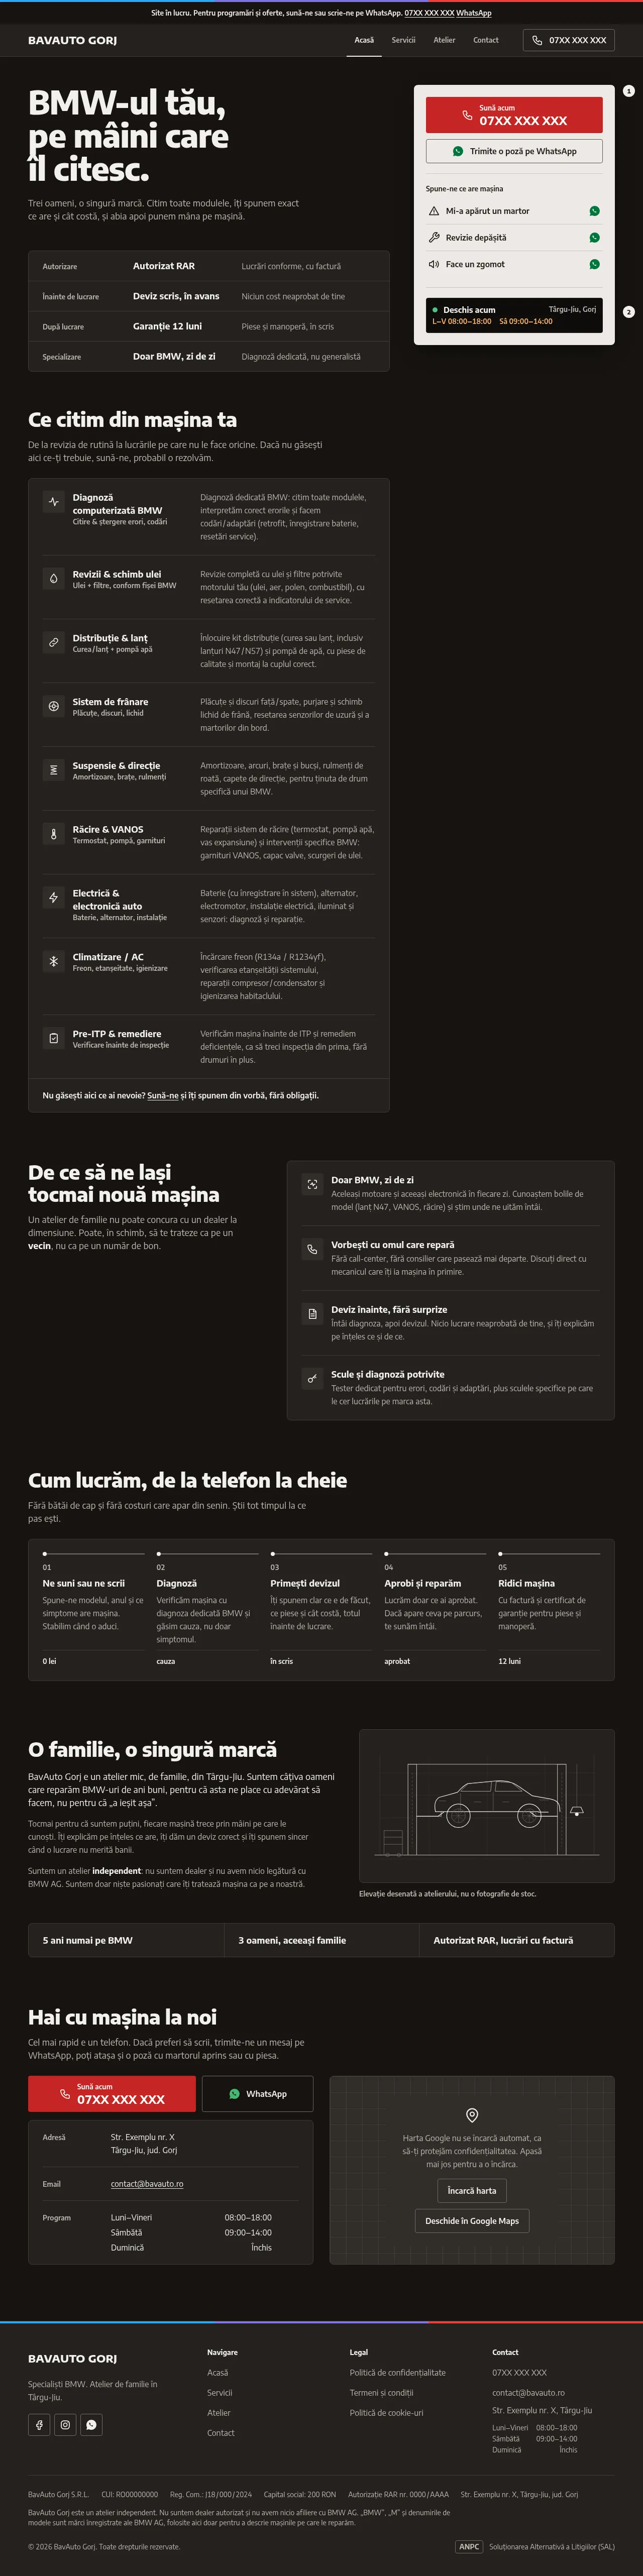 Site în lucru. Pentru programări și oferte, sună-ne sau scrie-ne pe WhatsApp. 07XX XXX XXX WhatsApp
BAVAUTO GORJ
Acasă
Servicii
Atelier
Contact
07XX XXX XXX
BMW-ul tău,
pe mâini care
îl citesc.
Trei oameni, o singură marcă. Citim toate modulele, îți spunem exact
ce are și cât costă, și abia apoi punem mâna pe mașină.
Autorizare
Autorizat RAR
Lucrări conforme, cu factură
Înainte de lucrare
Deviz scris, în avans
Niciun cost neaprobat de tine
După lucrare
Garanție 12 luni
Piese și manoperă, în scris
Specializare
Doar BMW, zi de zi
Diagnoză dedicată, nu generalistă
Sună acum
07XX XXX XXX
Trimite o poză pe WhatsApp
Spune-ne ce are mașina
Mi-a apărut un martor
Revizie depășită
Face un zgomot
Deschis acum
Târgu-Jiu, Gorj
L–V 08:00–18:00 Sâ 09:00–14:00
1
2
Ce citim din mașina ta
De la revizia de rutină la lucrările pe care nu le face oricine. Dacă nu găsești
aici ce-ți trebuie, sună-ne, probabil o rezolvăm.
Diagnoză
computerizată BMW
Citire & ștergere erori, codări
Diagnoză dedicată BMW: citim toate modulele,
interpretăm corect erorile și facem
codări/adaptări (retrofit, înregistrare baterie,
resetări service).
Revizii & schimb ulei
Ulei + filtre, conform fișei BMW
Revizie completă cu ulei și filtre potrivite
motorului tău (ulei, aer, polen, combustibil), cu
resetarea corectă a indicatorului de service.
Distribuție & lanț
Curea/lanț + pompă apă
Înlocuire kit distribuție (curea sau lanț, inclusiv
lanțuri N47/N57) și pompă de apă, cu piese de
calitate și montaj la cuplul corect.
Sistem de frânare
Plăcuțe, discuri, lichid
Plăcuțe și discuri față/spate, purjare și schimb
lichid de frână, resetarea senzorilor de uzură și a
martorilor din bord.
Suspensie & direcție
Amortizoare, brațe, rulmenți
Amortizoare, arcuri, brațe și bucși, rulmenți de
roată, capete de direcție, pentru ținuta de drum
specifică unui BMW.
Răcire & VANOS
Termostat, pompă, garnituri
Reparații sistem de răcire (termostat, pompă apă,
vas expansiune) și intervenții specifice BMW:
garnituri VANOS, capac valve, scurgeri de ulei.
Electrică &
electronică auto
Baterie, alternator, instalație
Baterie (cu înregistrare în sistem), alternator,
electromotor, instalație electrică, iluminat și
senzori: diagnoză și reparație.
Climatizare / AC
Freon, etanșeitate, igienizare
Încărcare freon (R134a / R1234yf),
verificarea etanșeității sistemului,
reparații compresor/condensator și
igienizarea habitaclului.
Pre-ITP & remediere
Verificare înainte de inspecție
Verificăm mașina înainte de ITP și remediem
deficiențele, ca să treci inspecția din prima, fără
drumuri în plus.
Nu găsești aici ce ai nevoie? Sună-ne și îți spunem din vorbă, fără obligații.
De ce să ne lași
tocmai nouă mașina
Un atelier de familie nu poate concura cu un dealer la
dimensiune. Poate, în schimb, să te trateze ca pe un
vecin, nu ca pe un număr de bon.
Doar BMW, zi de zi
Aceleași motoare și aceeași electronică în fiecare zi. Cunoaștem bolile de
model (lanț N47, VANOS, răcire) și știm unde ne uităm întâi.
Vorbești cu omul care repară
Fără call-center, fără consilier care pasează mai departe. Discuți direct cu
mecanicul care îți ia mașina în primire.
Deviz înainte, fără surprize
Întâi diagnoza, apoi devizul. Nicio lucrare neaprobată de tine, și îți explicăm
pe înțeles ce și de ce.
Scule și diagnoză potrivite
Tester dedicat pentru erori, codări și adaptări, plus sculele specifice pe care
le cer lucrările pe marca asta.
Cum lucrăm, de la telefon la cheie
Fără bătăi de cap și fără costuri care apar din senin. Știi tot timpul la ce
pas ești.
01
Ne suni sau ne scrii
Spune-ne modelul, anul și ce
simptome are mașina.
Stabilim când o aduci.
0 lei
02
Diagnoză
Verificăm mașina cu
diagnoza dedicată BMW și
găsim cauza, nu doar
simptomul.
cauza
03
Primești devizul
Îți spunem clar ce e de făcut,
ce piese și cât costă, totul
înainte de lucrare.
în scris
04
Aprobi și reparăm
Lucrăm doar ce ai aprobat.
Dacă apare ceva pe parcurs,
te sunăm întâi.
aprobat
05
Ridici mașina
Cu factură și certificat de
garanție pentru piese și
manoperă.
12 luni
O familie, o singură marcă
BavAuto Gorj e un atelier mic, de familie, din Târgu-Jiu. Suntem câțiva oameni
care reparăm BMW-uri de ani buni, pentru că asta ne place cu adevărat să
facem, nu pentru că „a ieșit așa”.
Tocmai pentru că suntem puțini, fiecare mașină trece prin mâini pe care le
cunoști. Îți explicăm pe înțeles ce are, îți dăm un deviz corect și îți spunem sincer
când o lucrare nu merită banii.
Suntem un atelier independent: nu suntem dealer și nu avem nicio legătură cu
BMW AG. Suntem doar niște pasionați care îți tratează mașina ca pe a noastră.
Elevație desenată a atelierului, nu o fotografie de stoc.
5 ani numai pe BMW
3 oameni, aceeași familie
Autorizat RAR, lucrări cu factură
Hai cu mașina la noi
Cel mai rapid e un telefon. Dacă preferi să scrii, trimite-ne un mesaj pe
WhatsApp, poți atașa și o poză cu martorul aprins sau cu piesa.
Sună acum
07XX XXX XXX
WhatsApp
Adresă
Str. Exemplu nr. X
Târgu-Jiu, jud. Gorj
Email
contact@bavauto.ro
Program
Luni–Vineri 08:00–18:00
Sâmbătă 09:00–14:00
Duminică Închis
Harta Google nu se încarcă automat, ca
să-ți protejăm confidențialitatea. Apasă
mai jos pentru a o încărca.
Încarcă harta
Deschide în Google Maps
BAVAUTO GORJ
Specialiști BMW. Atelier de familie în
Târgu-Jiu.
Navigare
Acasă
Servicii
Atelier
Contact
Legal
Politică de confidențialitate
Termeni și condiții
Politică de cookie-uri
Contact
07XX XXX XXX
contact@bavauto.ro
Str. Exemplu nr. X, Târgu-Jiu
Luni–Vineri 08:00–18:00
Sâmbătă 09:00–14:00
Duminică Închis
BavAuto Gorj S.R.L. CUI: RO00000000 Reg. Com.: J18/000/2024 Capital social: 200 RON Autorizație RAR nr. 0000/AAAA Str. Exemplu nr. X, Târgu-Jiu, jud. Gorj
BavAuto Gorj este un atelier independent. Nu suntem dealer autorizat și nu avem nicio afiliere cu BMW AG. „BMW”, „M” și denumirile de
modele sunt mărci înregistrate ale BMW AG, folosite aici doar pentru a descrie mașinile pe care le reparăm.
© 2026 BavAuto Gorj. Toate drepturile rezervate.
ANPC Soluționarea Alternativă a Litigiilor (SAL)